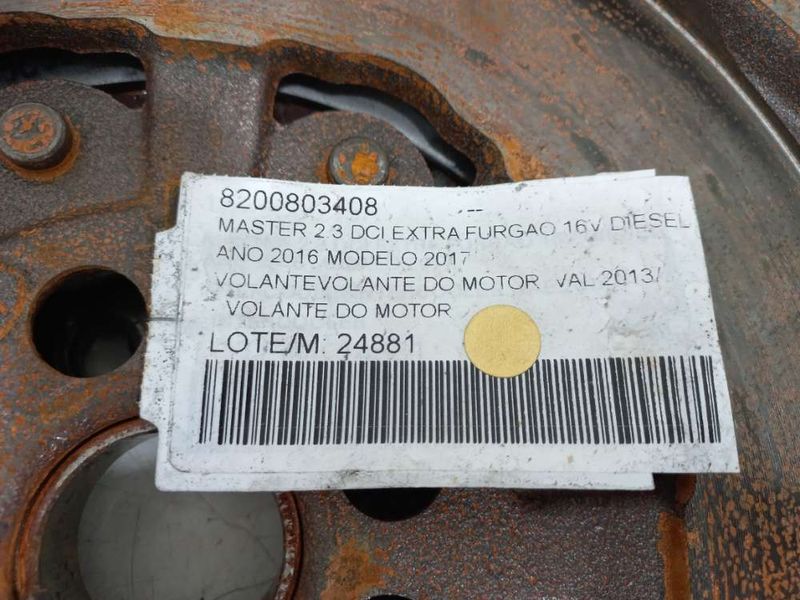 8200803408 --
MASTER 2.3 DCI EXTRA FURGAO 16V DIESEL
ANO 2016 MODELO 2017
VOLANTEVOLANTE DO MOTOR VAL 2013/
VOLANTE DO MOTOR
LOTE/M: 24881